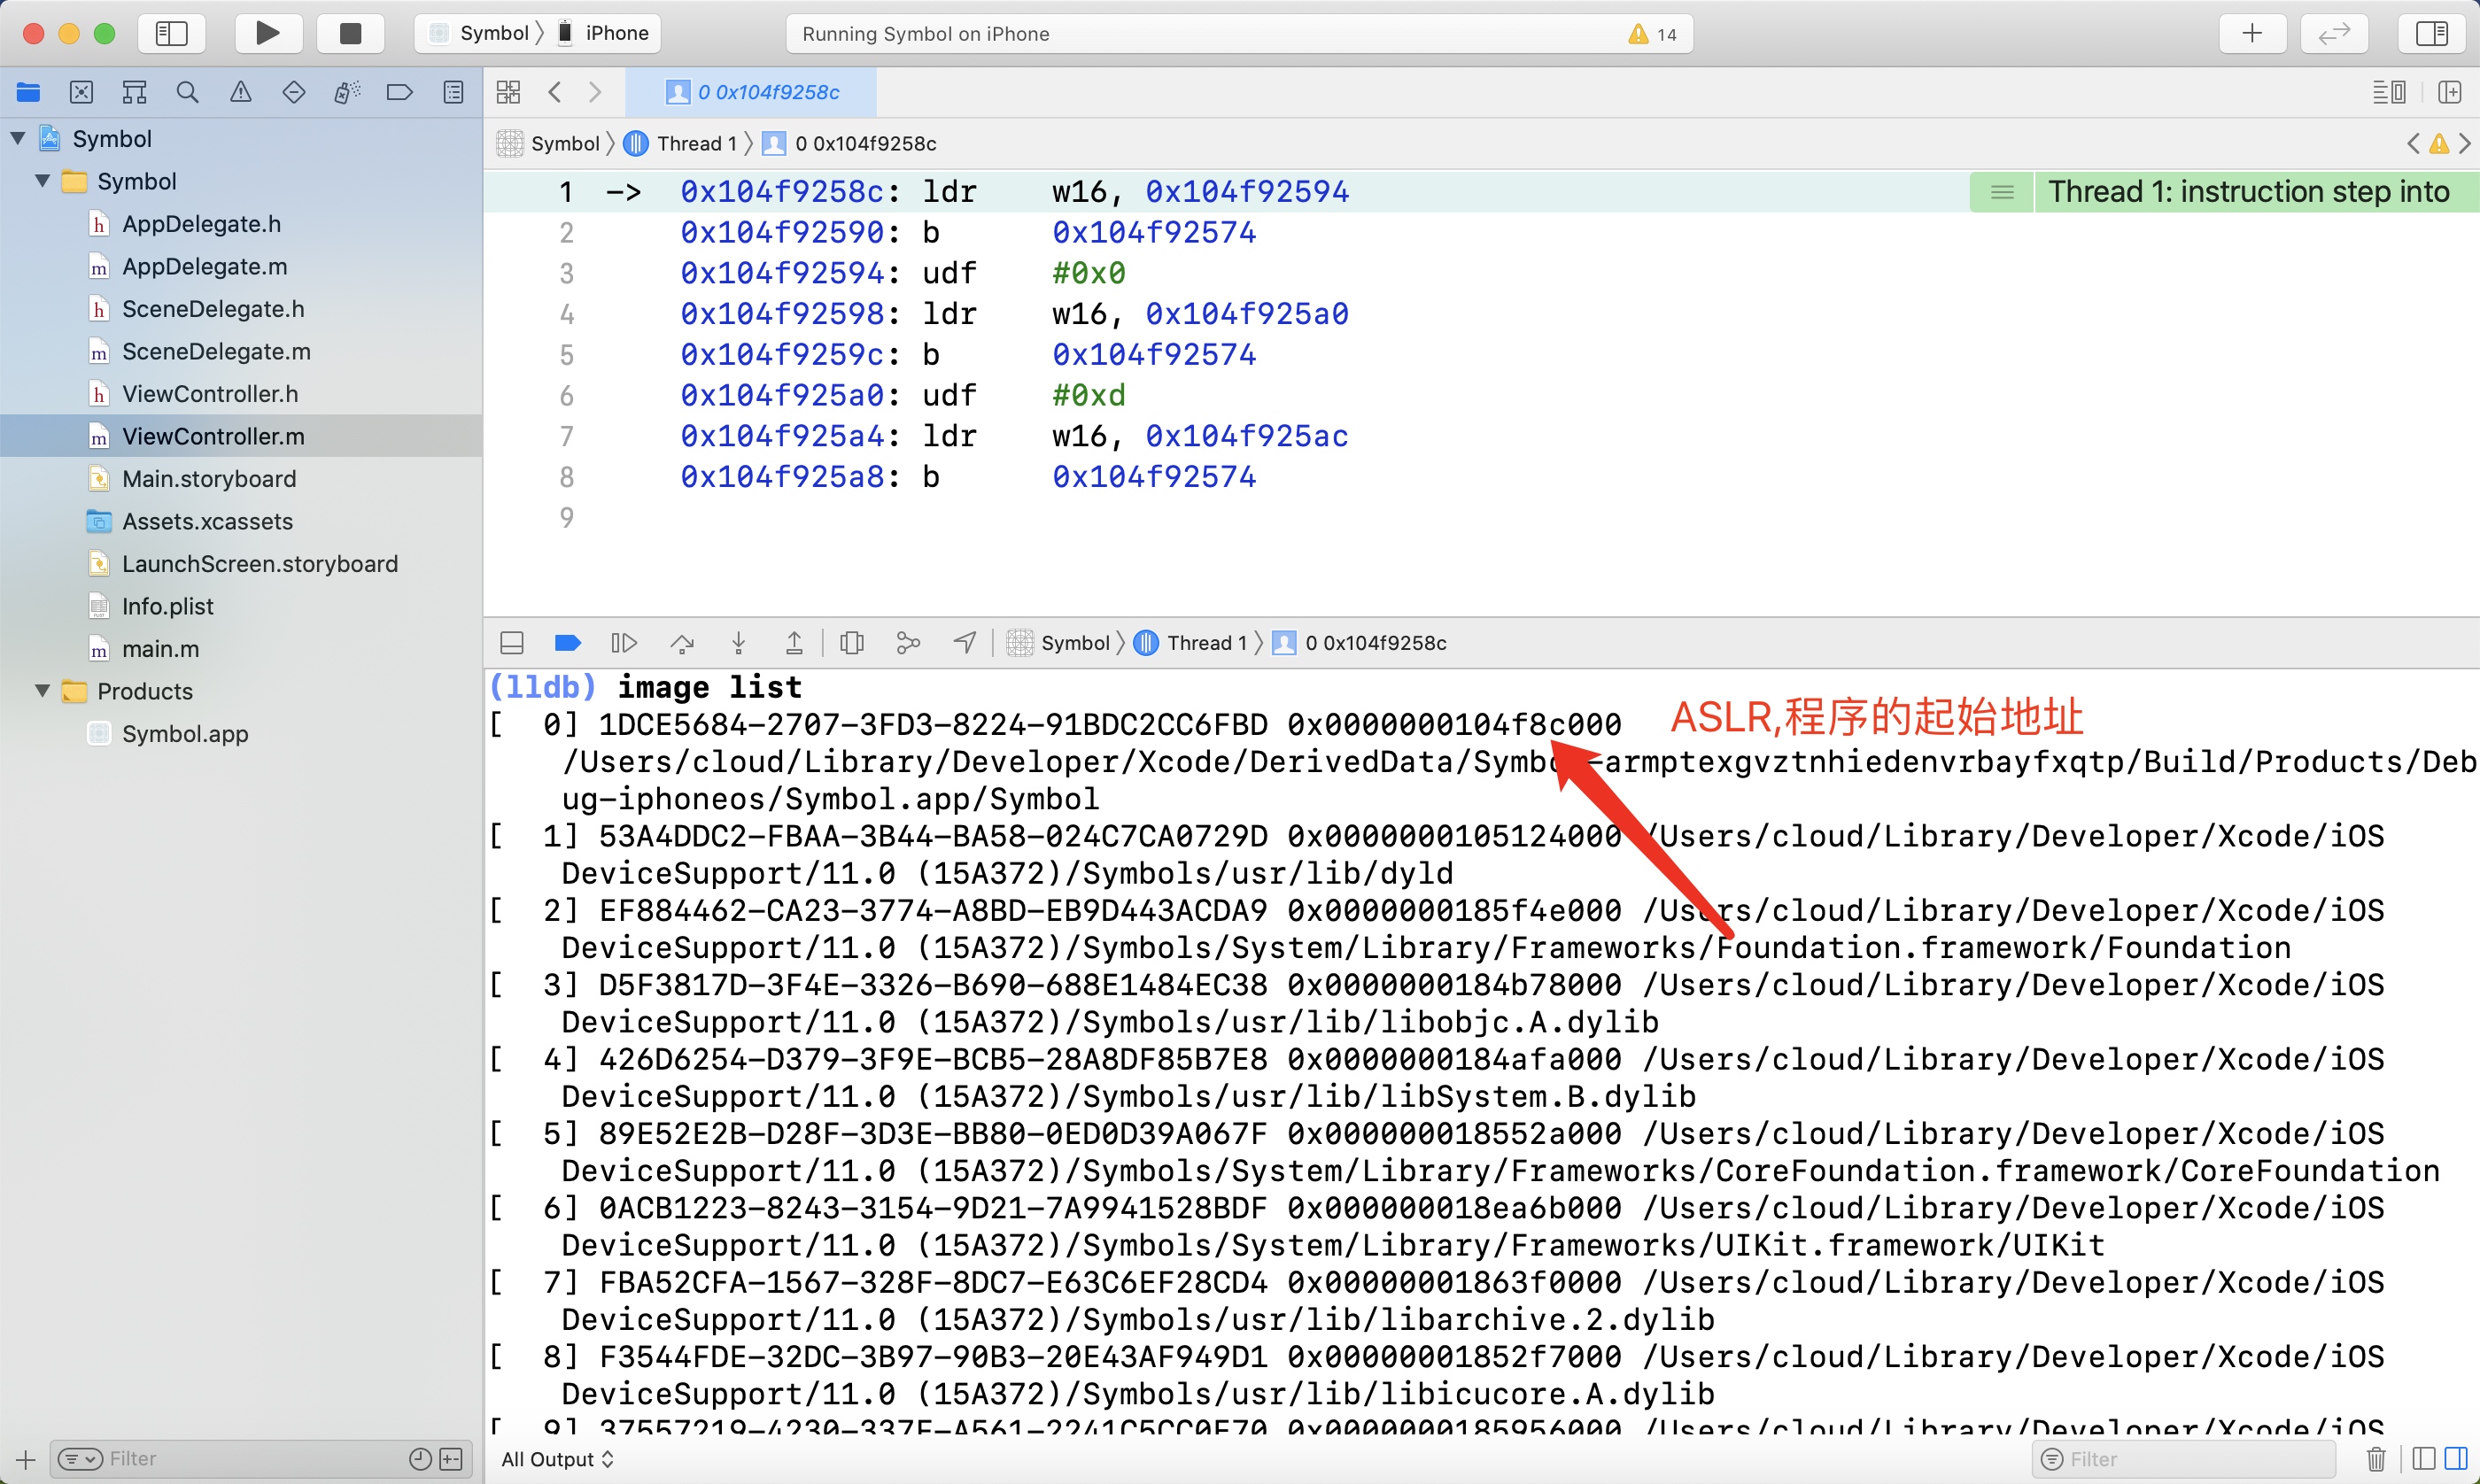 Symbol 〉 iPhone
Running Symbol on iPhone
14
0 0x104f9258c
Symbol 〉 Thread 1 〉 0 0x104f9258c
Symbol
Symbol
AppDelegate.h
AppDelegate.m
SceneDelegate.h
SceneDelegate.m
ViewController.h
ViewController.m
Main.storyboard
Assets.xcassets
LaunchScreen.storyboard
Info.plist
main.m
Products
Symbol.app
Filter
1 -> 0x104f9258c: ldr w16, 0x104f92594
Thread 1: instruction step into
2 0x104f92590: b 0x104f92574
3 0x104f92594: udf #0x0
4 0x104f92598: ldr w16, 0x104f925a0
5 0x104f9259c: b 0x104f92574
6 0x104f925a0: udf #0xd
7 0x104f925a4: ldr w16, 0x104f925ac
8 0x104f925a8: b 0x104f92574
9
Symbol 〉 Thread 1 〉 0 0x104f9258c
(lldb) image list
[ 0] 1DCE5684-2707-3FD3-8224-91BDC2CC6FBD 0x0000000104f8c000
ASLR,程序的起始地址
/Users/cloud/Library/Developer/Xcode/DerivedData/Symbol-armptexgvztnhiedenvrbayfxqtp/Build/Products/Deb
ug-iphoneos/Symbol.app/Symbol
[ 1] 53A4DDC2-FBAA-3B44-BA58-024C7CA0729D 0x0000000105124000 /Users/cloud/Library/Developer/Xcode/iOS
DeviceSupport/11.0 (15A372)/Symbols/usr/lib/dyld
[ 2] EF884462-CA23-3774-A8BD-EB9D443ACDA9 0x0000000185f4e000 /Users/cloud/Library/Developer/Xcode/iOS
DeviceSupport/11.0 (15A372)/Symbols/System/Library/Frameworks/Foundation.framework/Foundation
[ 3] D5F3817D-3F4E-3326-B690-688E1484EC38 0x0000000184b78000 /Users/cloud/Library/Developer/Xcode/iOS
DeviceSupport/11.0 (15A372)/Symbols/usr/lib/libobjc.A.dylib
[ 4] 426D6254-D379-3F9E-BCB5-28A8DF85B7E8 0x0000000184afa000 /Users/cloud/Library/Developer/Xcode/iOS
DeviceSupport/11.0 (15A372)/Symbols/usr/lib/libSystem.B.dylib
[ 5] 89E52E2B-D28F-3D3E-BB80-0ED0D39A067F 0x000000018552a000 /Users/cloud/Library/Developer/Xcode/iOS
DeviceSupport/11.0 (15A372)/Symbols/System/Library/Frameworks/CoreFoundation.framework/CoreFoundation
[ 6] 0ACB1223-8243-3154-9D21-7A9941528BDF 0x000000018ea6b000 /Users/cloud/Library/Developer/Xcode/iOS
DeviceSupport/11.0 (15A372)/Symbols/System/Library/Frameworks/UIKit.framework/UIKit
[ 7] FBA52CFA-1567-328F-8DC7-E63C6EF28CD4 0x00000001863f0000 /Users/cloud/Library/Developer/Xcode/iOS
DeviceSupport/11.0 (15A372)/Symbols/usr/lib/libarchive.2.dylib
[ 8] F3544FDE-32DC-3B97-90B3-20E43AF949D1 0x00000001852f7000 /Users/cloud/Library/Developer/Xcode/iOS
DeviceSupport/11.0 (15A372)/Symbols/usr/lib/libicucore.A.dylib
[ 9] 0x0000000185956000 /Users/cloud/Library/Developer/Xcode/iOS
All Output
Filter